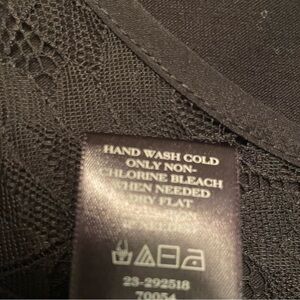 HAND WASH COLD
ONLY NON-
CHLORINE BLEACH
WHEN NEEDED
DRY FLAT
23-292518
70054